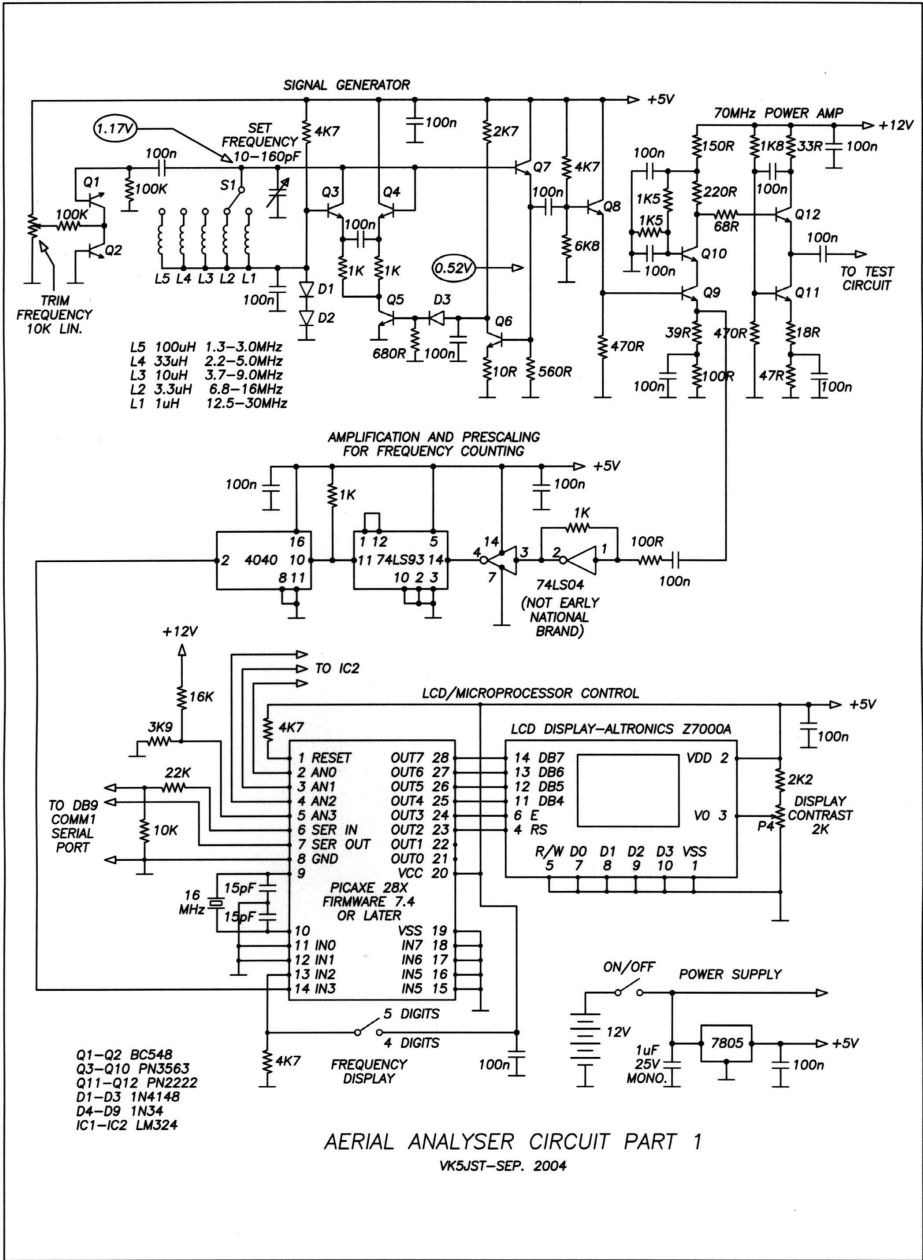 SIGNAL GENERATOR
+5V
1.17V
SET
FREQUENCY
10-160pF
4K7
100n
2K7
70MHz POWER AMP
+12V
150R
1K8
33R
100n
100n
Q1
100K
S1
Q3
Q4
Q7
4K7
100n
100n
1K5
220R
100n
Q8
1K5
68R
Q12
100K
Q2
100n
6K8
100n
Q10
100n
TO TEST
CIRCUIT
1K
1K
0.52V
L5 L4 L3 L2 L1
100n
D1
D2
Q5
D3
Q6
Q9
Q11
TRIM
FREQUENCY
10K LIN.
39R
470R
18R
680R
100n
10R
560R
470R
100n
100R
47R
100n
L5 100uH 1.3-3.0MHz
L4 33uH 2.2-5.0MHz
L3 10uH 3.7-9.0MHz
L2 3.3uH 6.8-16MHz
L1 1uH 12.5-30MHz
AMPLIFICATION AND PRESCALING
FOR FREQUENCY COUNTING
+5V
100n
1K
100n
1K
16
1 12
5
14
100R
2 4040 10
11 74LS93 14
4
3
2
1
8 11
10 2 3
7
100n
74LS04
(NOT EARLY
NATIONAL
BRAND)
+12V
TO IC2
16K
LCD/MICROPROCESSOR CONTROL
+5V
4K7
100n
3K9
LCD DISPLAY-ALTRONICS Z7000A
1 RESET OUT7 28
14 DB7 VDD 2
2 AN0 OUT6 27
13 DB6
22K
3 AN1 OUT5 26
12 DB5
2K2
4 AN2 OUT4 25
11 DB4
TO DB9
COMM1
SERIAL
PORT
5 AN3 OUT3 24
6 E V0 3
DISPLAY
CONTRAST
2K
P4
10K
6 SER IN OUT2 23
4 RS
7 SER OUT OUT1 22
8 GND OUT0 21
R/W D0 D1 D2 D3 VSS
5 7 8 9 10 1
9 VCC 20
16
MHz
15pF
15pF
PICAXE 28X
FIRMWARE 7.4
OR LATER
10 VSS 19
11 IN0 IN7 18
12 IN1 IN6 17
13 IN2 IN5 16
14 IN3 IN5 15
ON/OFF
POWER SUPPLY
5 DIGITS
4 DIGITS
12V
7805
+5V
1uF
25V
MONO.
100n
4K7
FREQUENCY
DISPLAY
100n
Q1-Q2 BC548
Q3-Q10 PN3563
Q11-Q12 PN2222
D1-D3 1N4148
D4-D9 1N34
IC1-IC2 LM324
AERIAL ANALYSER CIRCUIT PART 1
VK5JST-SEP. 2004